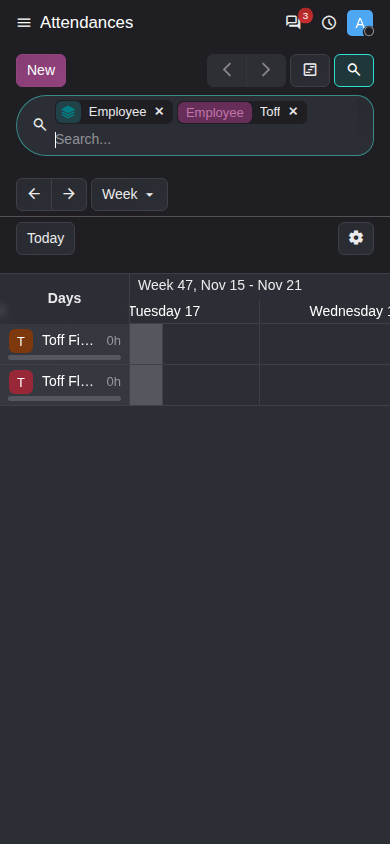 Attendances
3
A
New
Employee
Employee Toff
Search...
Week
Today
Week 47, Nov 15 - Nov 21
Days
Tuesday 17
Wednesday 1
T Toff Fi... 0h
T Toff Fl... 0h